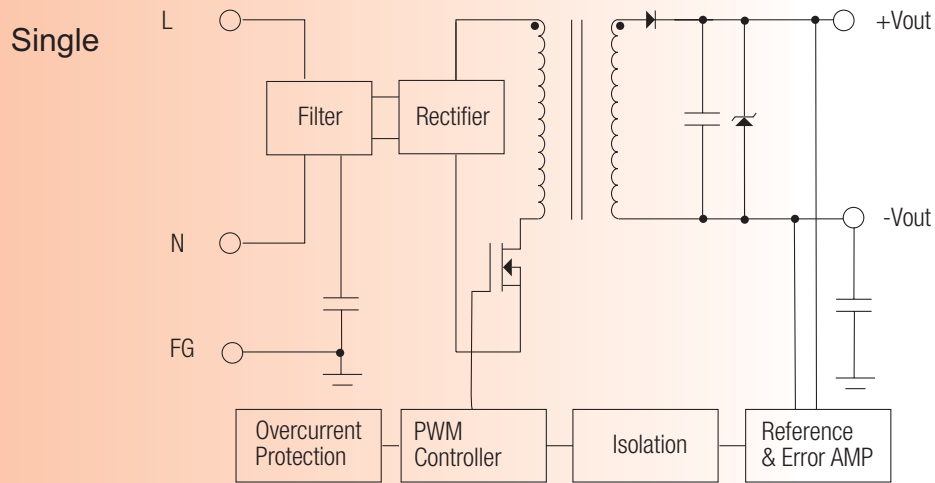 Single
L
+Vout
Filter
Rectifier
N
-Vout
FG
Overcurrent
Protection
PWM
Controller
Isolation
Reference
& Error AMP